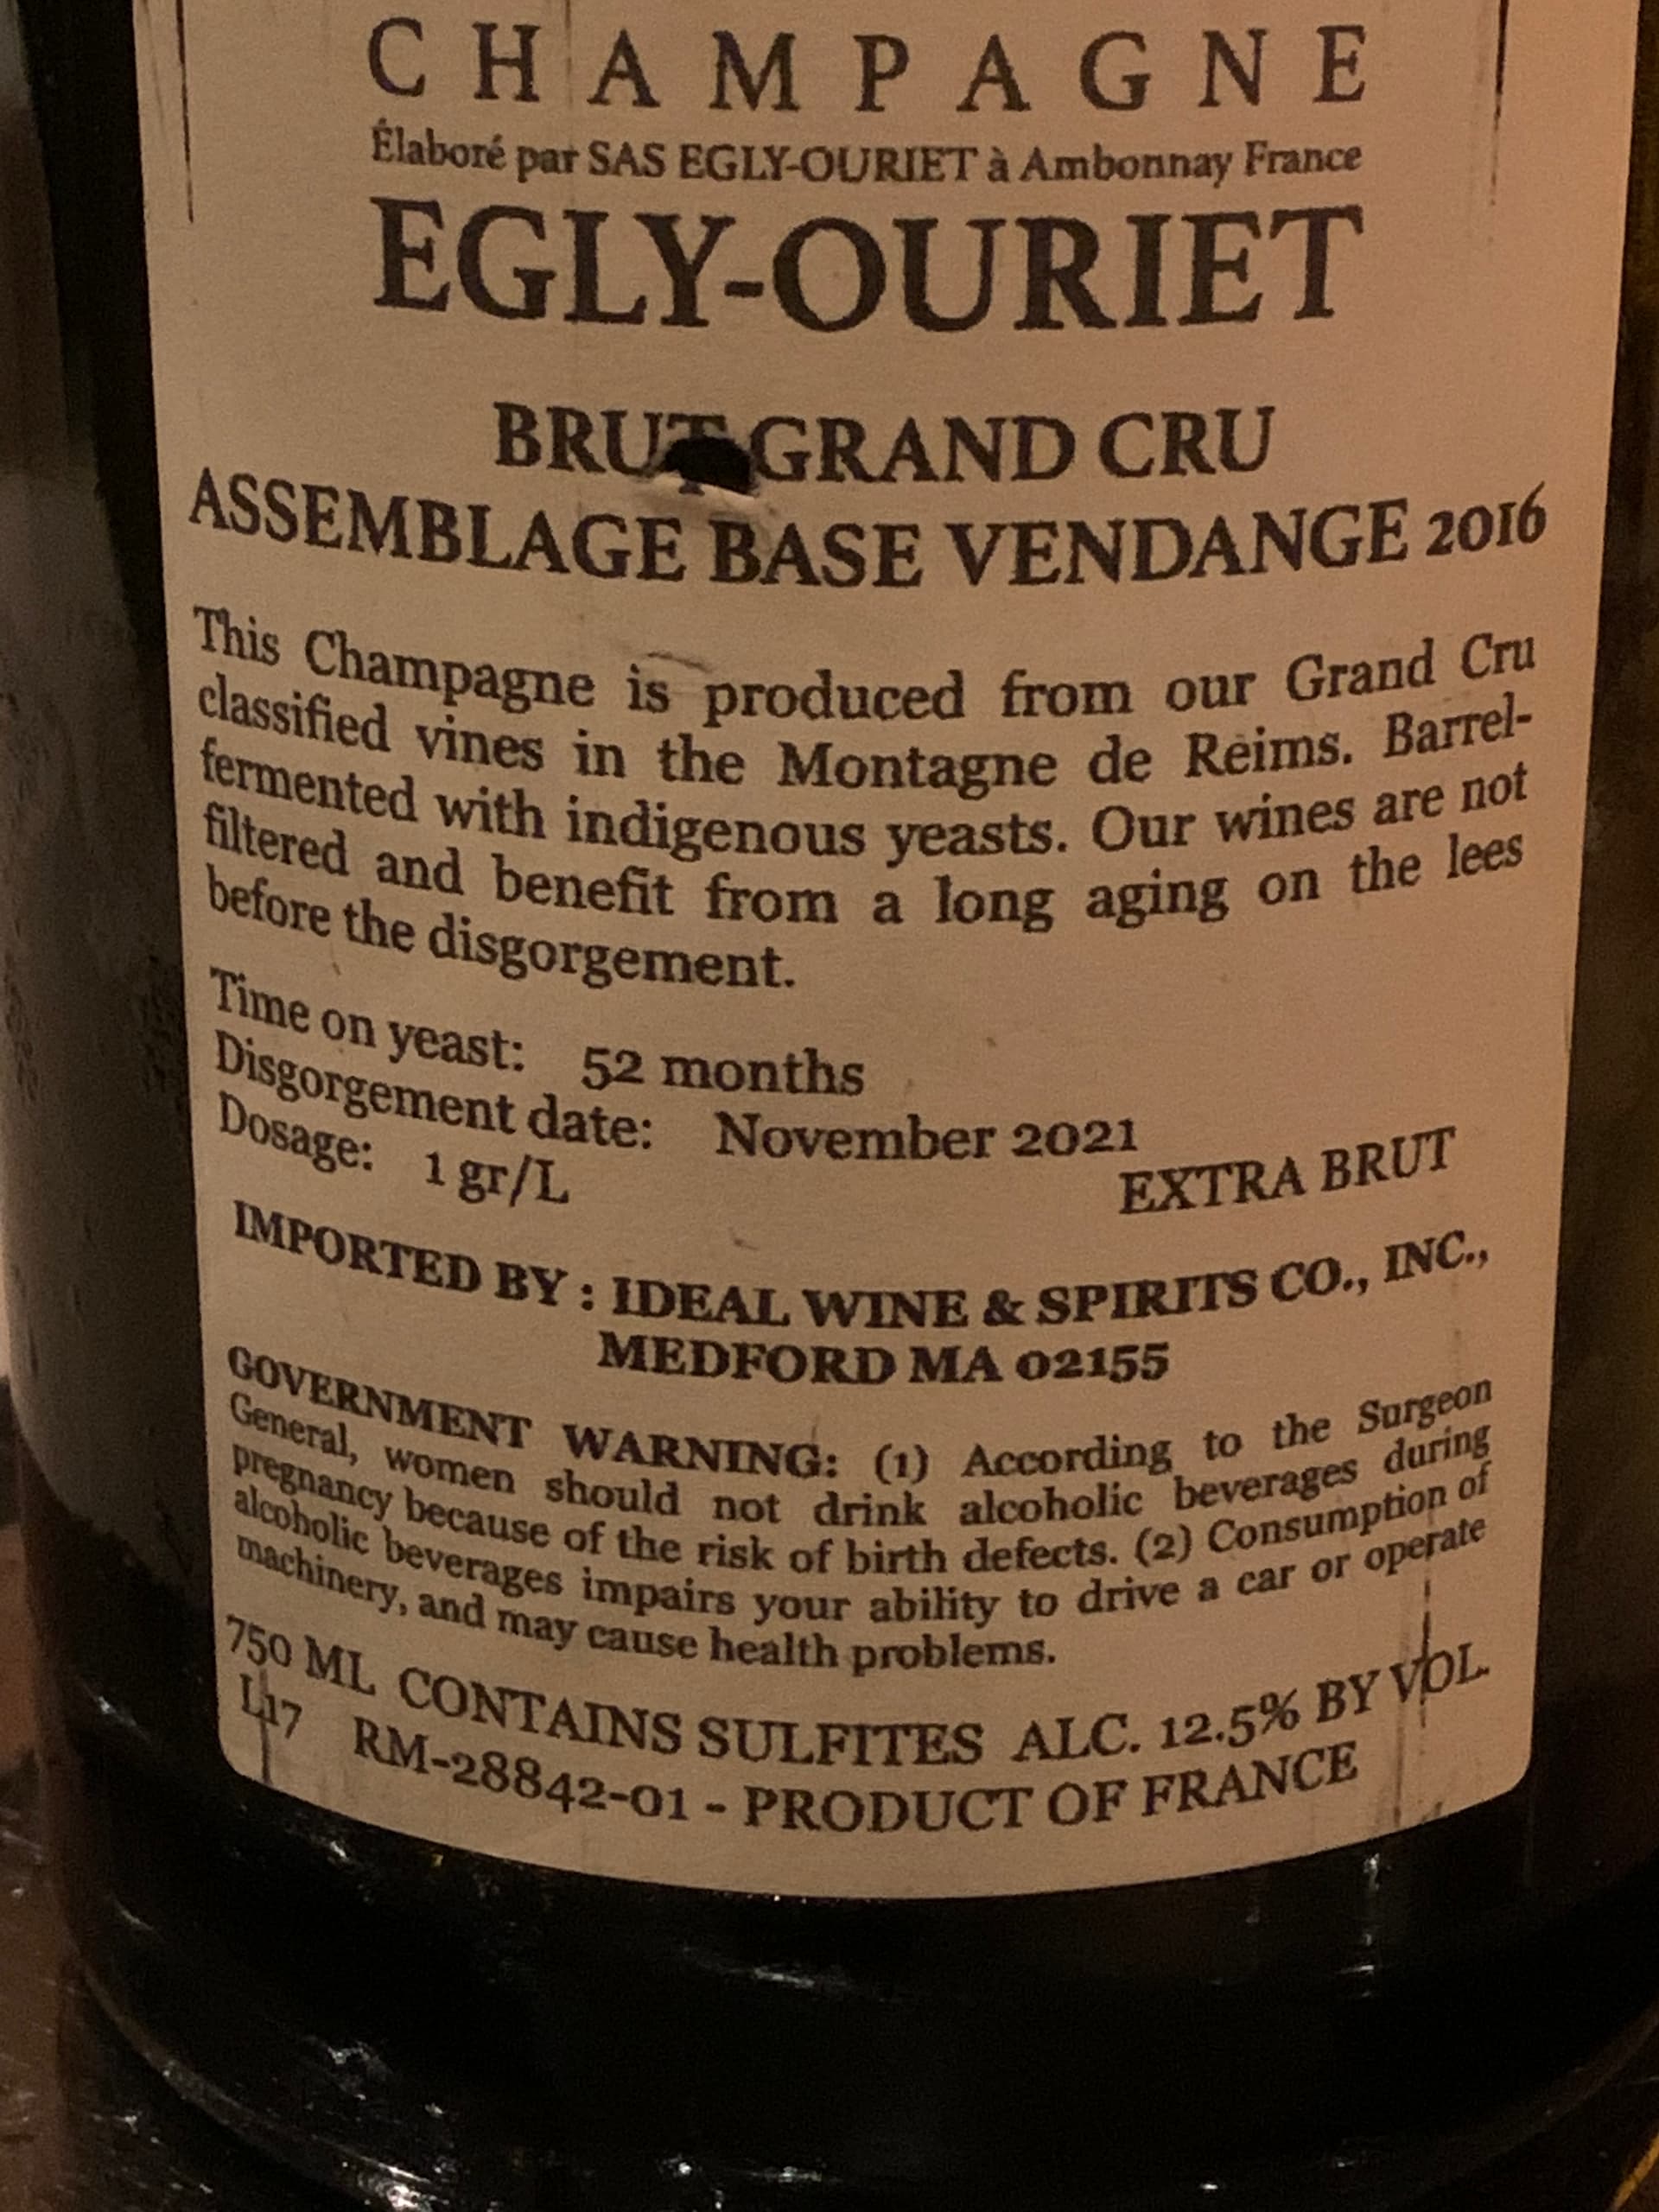 CHAMPAGNE
Élaboré par SAS EGLY-OURIET à Ambonnay France
EGLY-OURIET
BRUT GRAND CRU
ASSEMBLAGE BASE VENDANGE 2016
This Champagne is produced from our Grand Cru
classified vines in the Montagne de Reims. Barrel-
fermented with indigenous yeasts. Our wines are not
filtered and benefit from a long aging on the lees
before the disgorgement.
Time on yeast: 52 months
Disgorgement date: November 2021
Dosage: 1 gr/L EXTRA BRUT
IMPORTED BY : IDEAL WINE & SPIRITS CO., INC.,
MEDFORD MA 02155
GOVERNMENT WARNING: (1) According to the Surgeon
General, women should not drink alcoholic beverages during
pregnancy because of the risk of birth defects. (2) Consumption of
alcoholic beverages impairs your ability to drive a car or operate
machinery, and may cause health problems.
750 ML CONTAINS SULFITES ALC. 12.5% BY VOL.
L17 RM-28842-01 - PRODUCT OF FRANCE